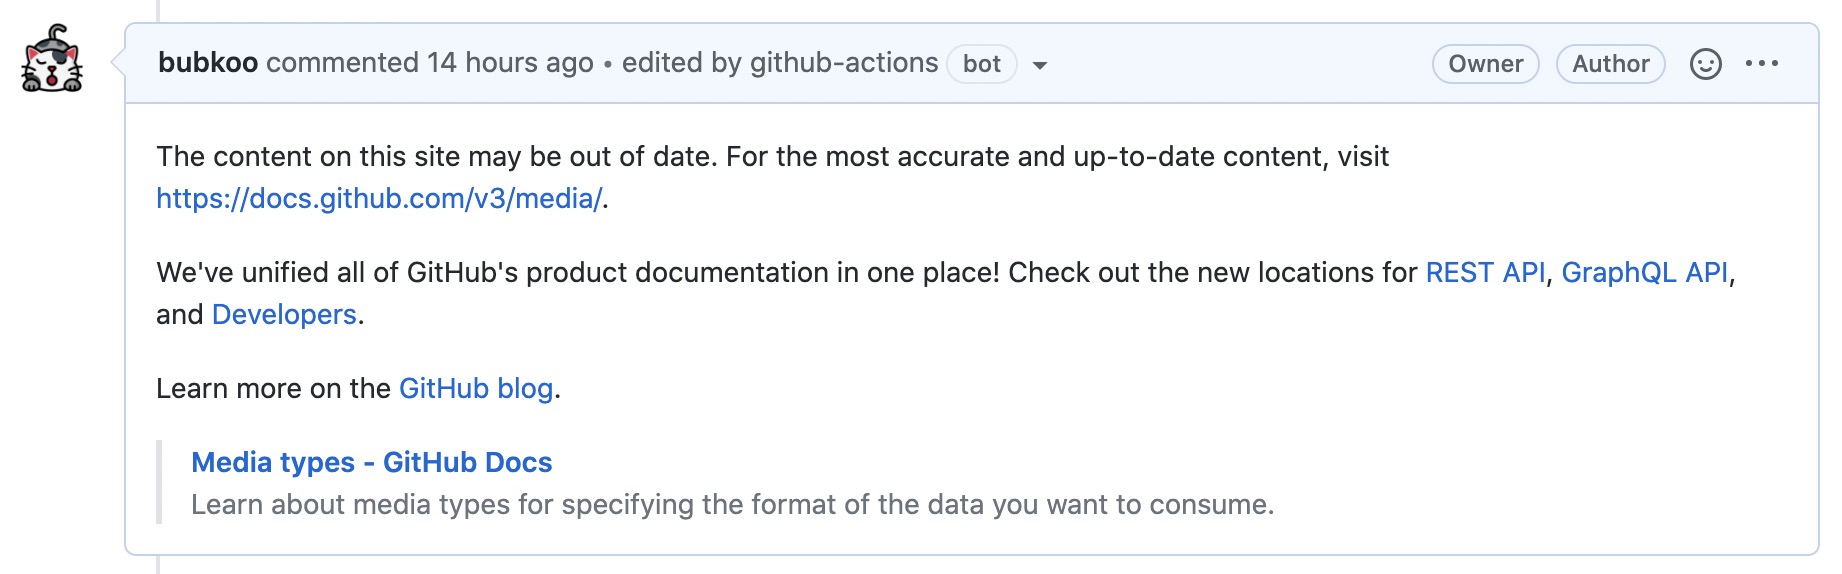 bubkoo commented 14 hours ago • edited by github-actions bot
Owner Author
The content on this site may be out of date. For the most accurate and up-to-date content, visit
https://docs.github.com/v3/media/.
We've unified all of GitHub's product documentation in one place! Check out the new locations for REST API, GraphQL API,
and Developers.
Learn more on the GitHub blog.
Media types - GitHub Docs
Learn about media types for specifying the format of the data you want to consume.